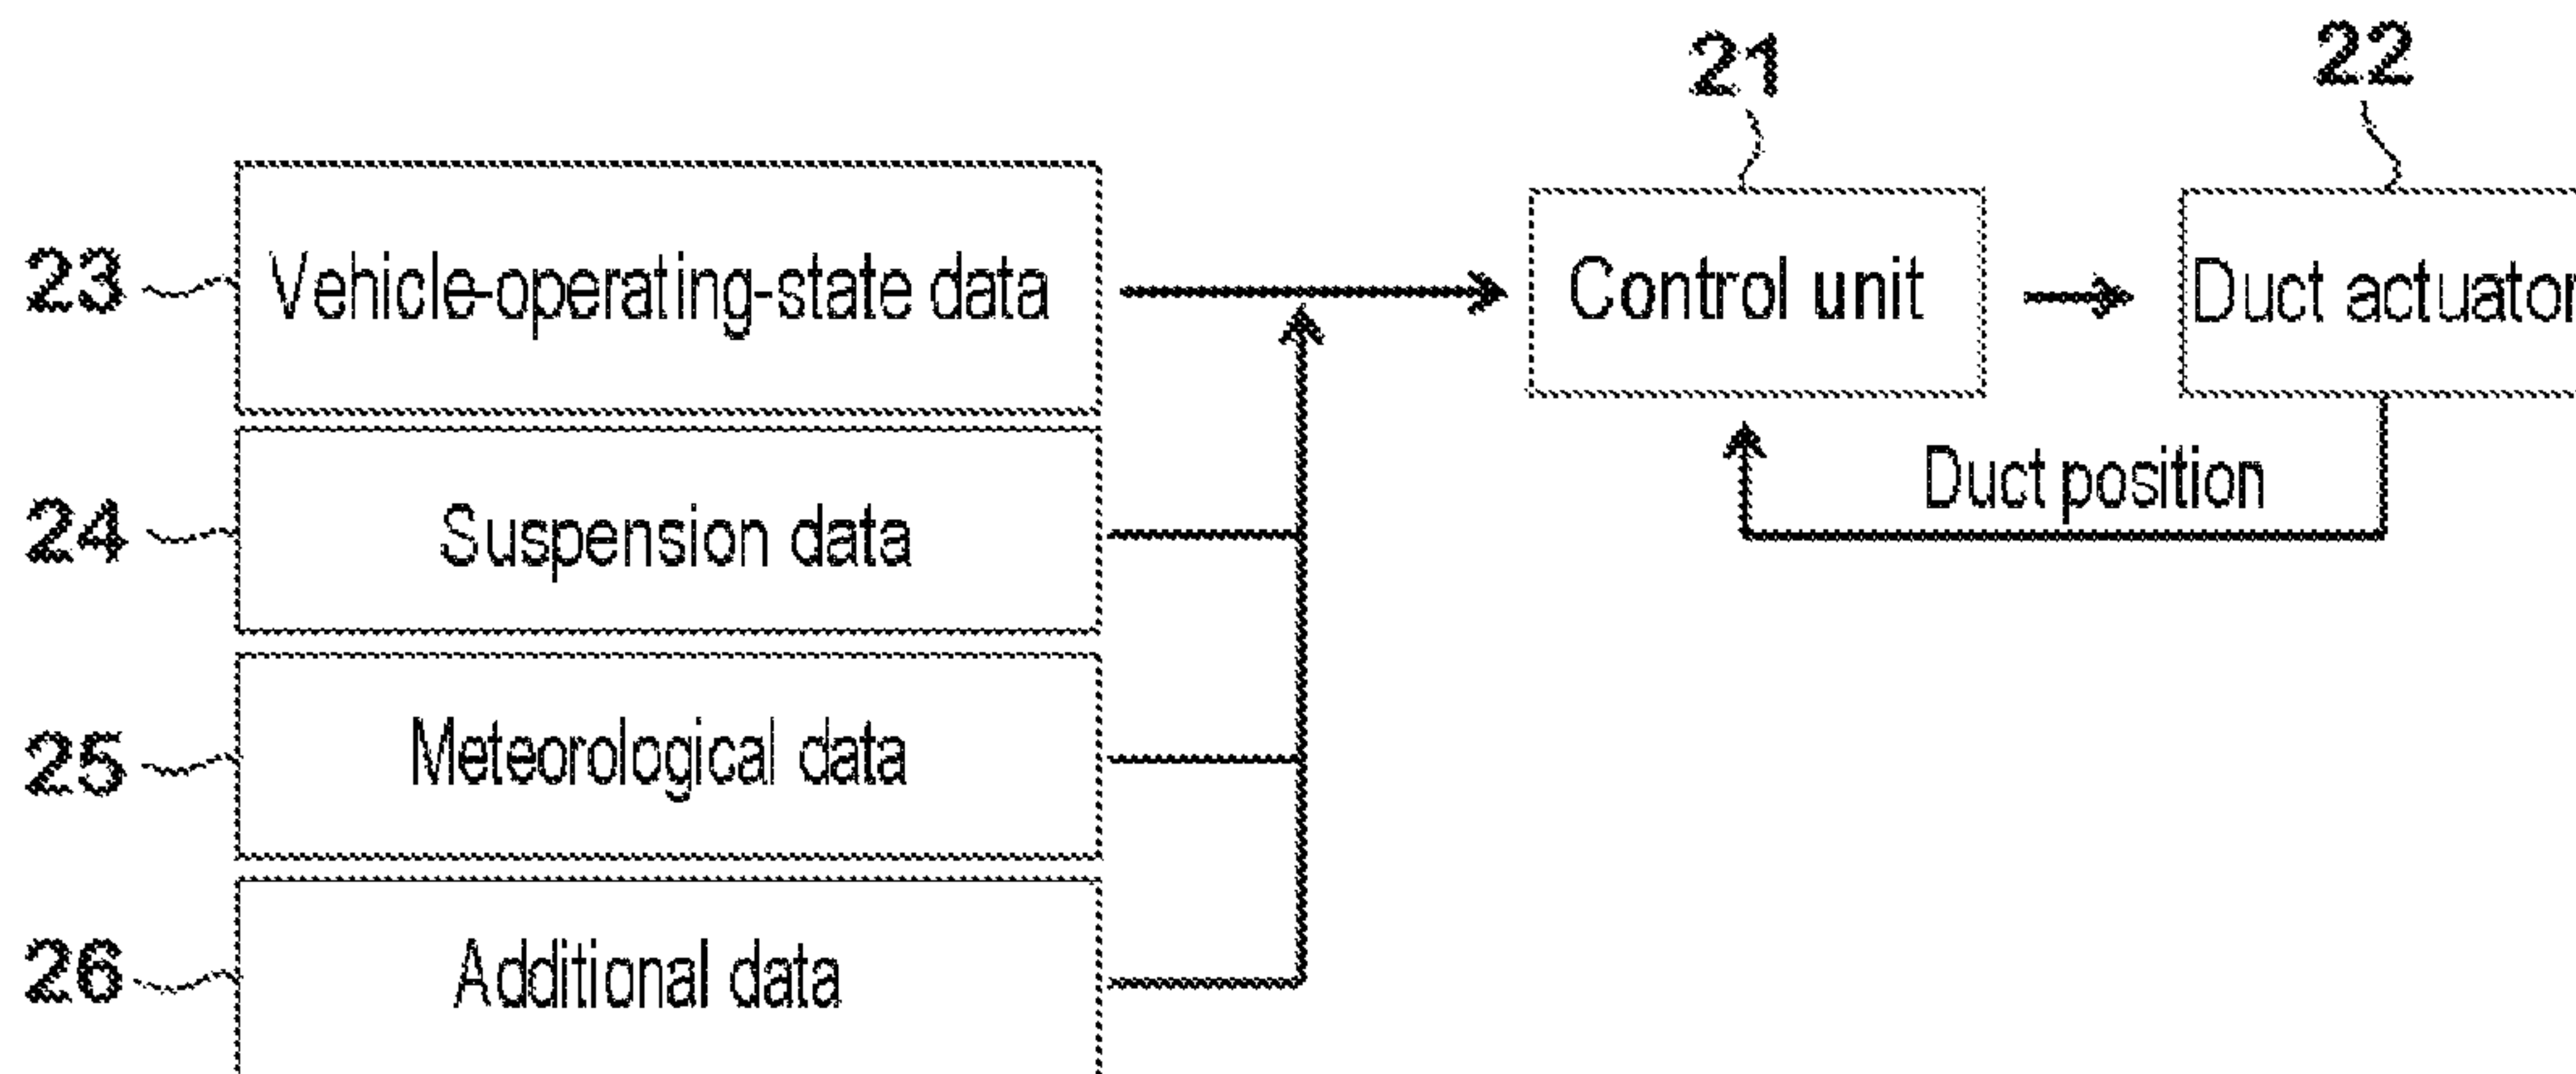 21
22
23
Vehicle-operating-state data
Control unit
Duct actuator
24
Suspension data
Duct position
25
Meteorological data
26
Additional data